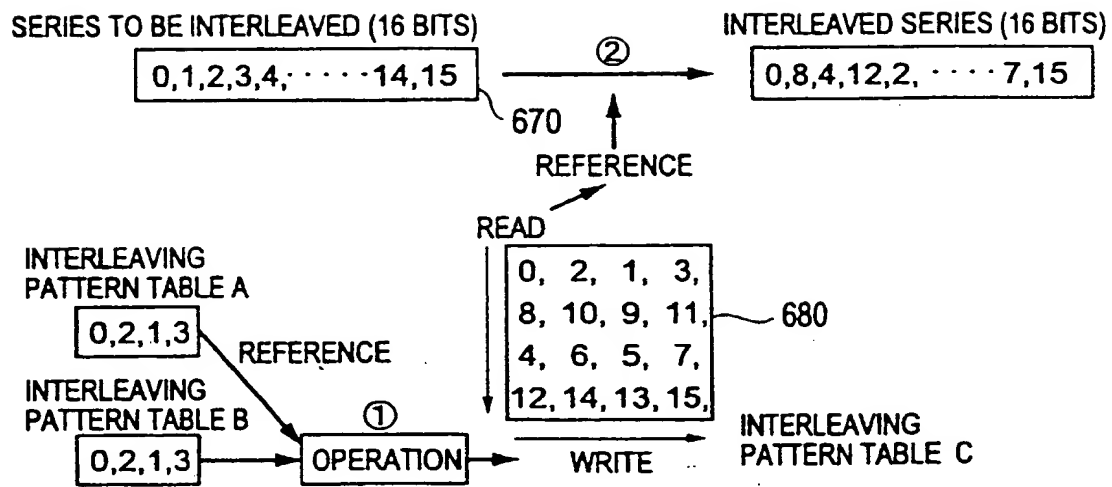 SERIES TO BE INTERLEAVED (16 BITS)
0,1,2,3,4,·····14,15
670
②
INTERLEAVED SERIES (16 BITS)
0,8,4,12,2, ····7,15
REFERENCE
READ
0, 2, 1, 3,
8, 10, 9, 11,
4, 6, 5, 7,
12, 14, 13, 15,
680
INTERLEAVING
PATTERN TABLE A
0,2,1,3
REFERENCE
INTERLEAVING
PATTERN TABLE B
0,2,1,3
①
OPERATION
WRITE
INTERLEAVING
PATTERN TABLE C